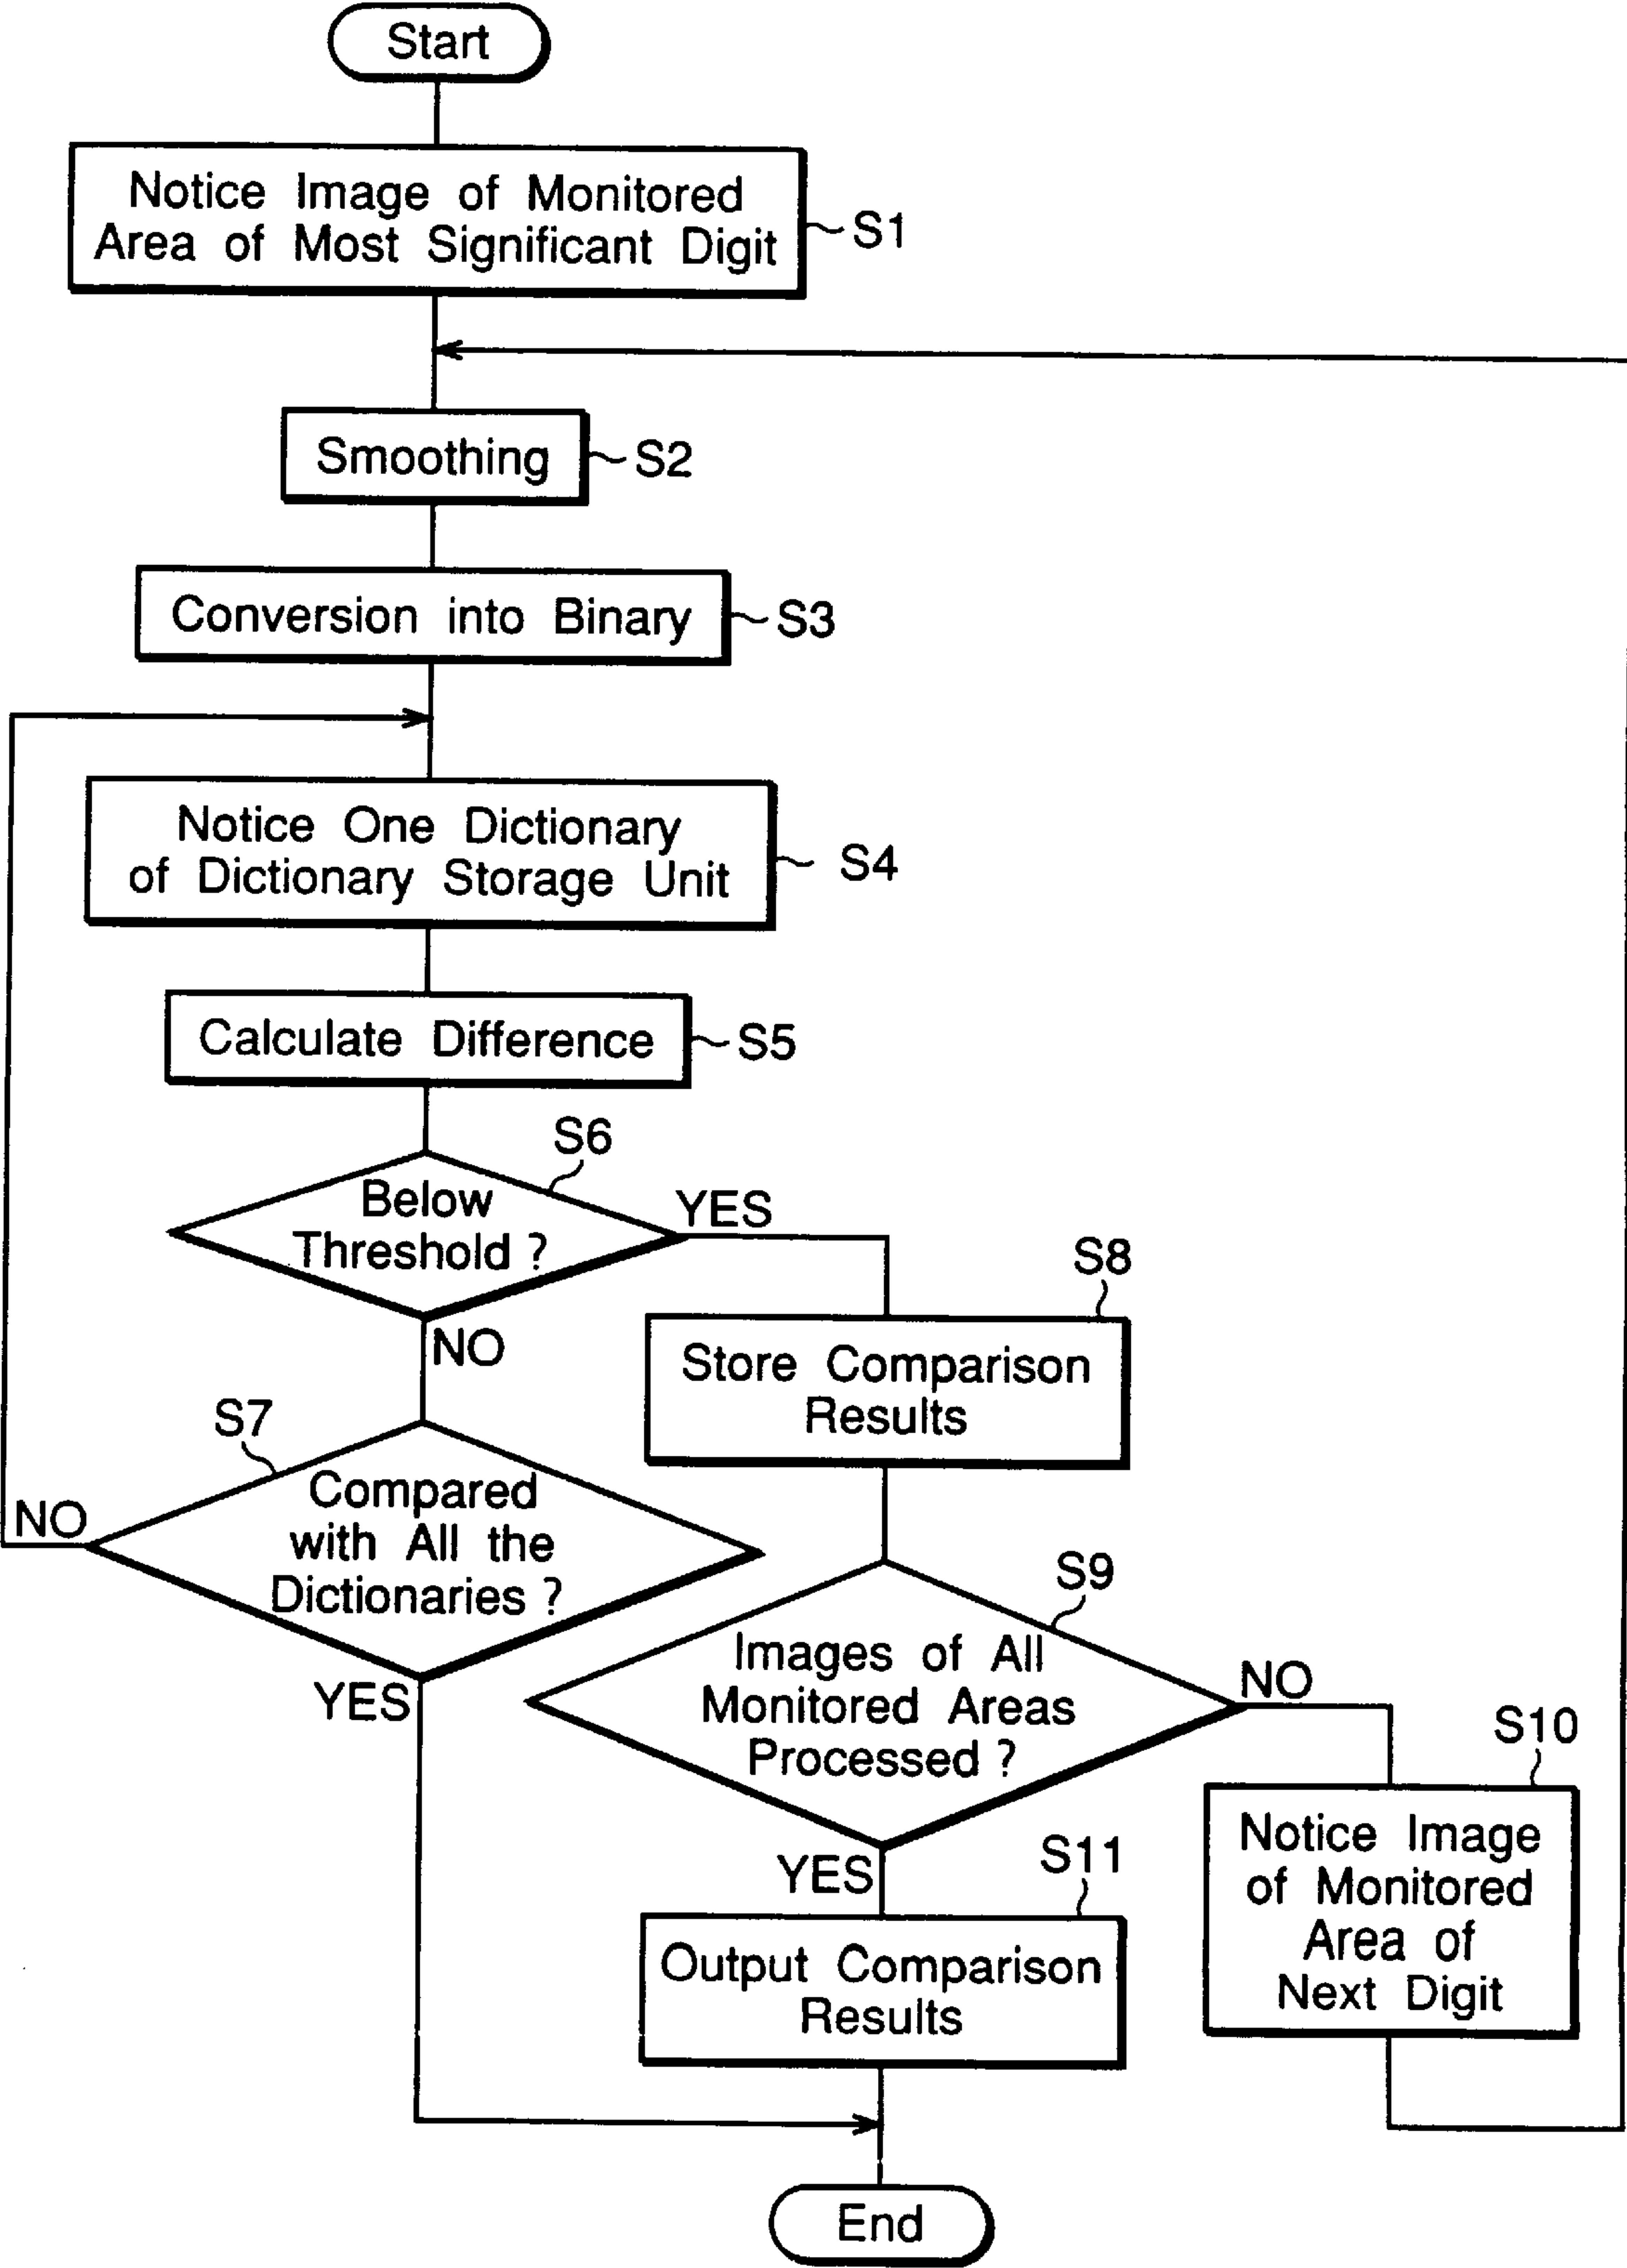 Start
Notice Image of Monitored
Area of Most Significant Digit
S1
Smoothing
S2
Conversion into Binary
S3
Notice One Dictionary
of Dictionary Storage Unit
S4
Calculate Difference
S5
S6
Below
Threshold ?
YES
NO
S8
Store Comparison
Results
S7
Compared
with All the
Dictionaries ?
NO
YES
S9
Images of All
Monitored Areas
Processed ?
NO
YES
S10
Notice Image
of Monitored
Area of
Next Digit
S11
Output Comparison
Results
End